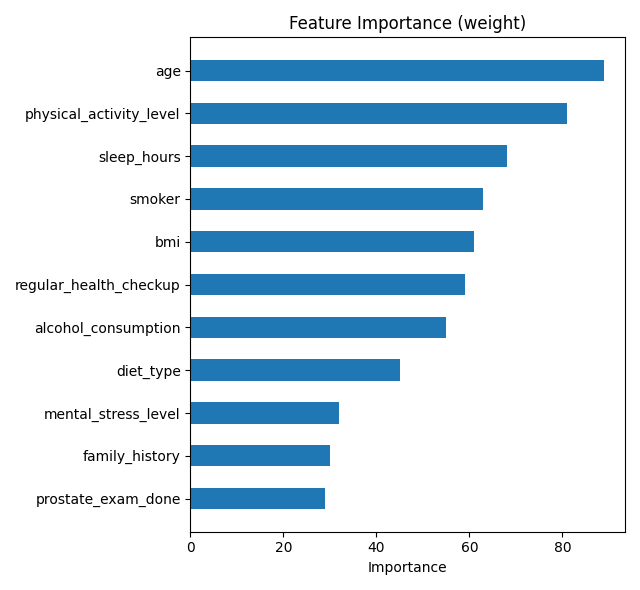 Feature Importance (weight)
age
physical_activity_level
sleep_hours
smoker
bmi
regular_health_checkup
alcohol_consumption
diet_type
mental_stress_level
family_history
prostate_exam_done
0 20 40 60 80
Importance